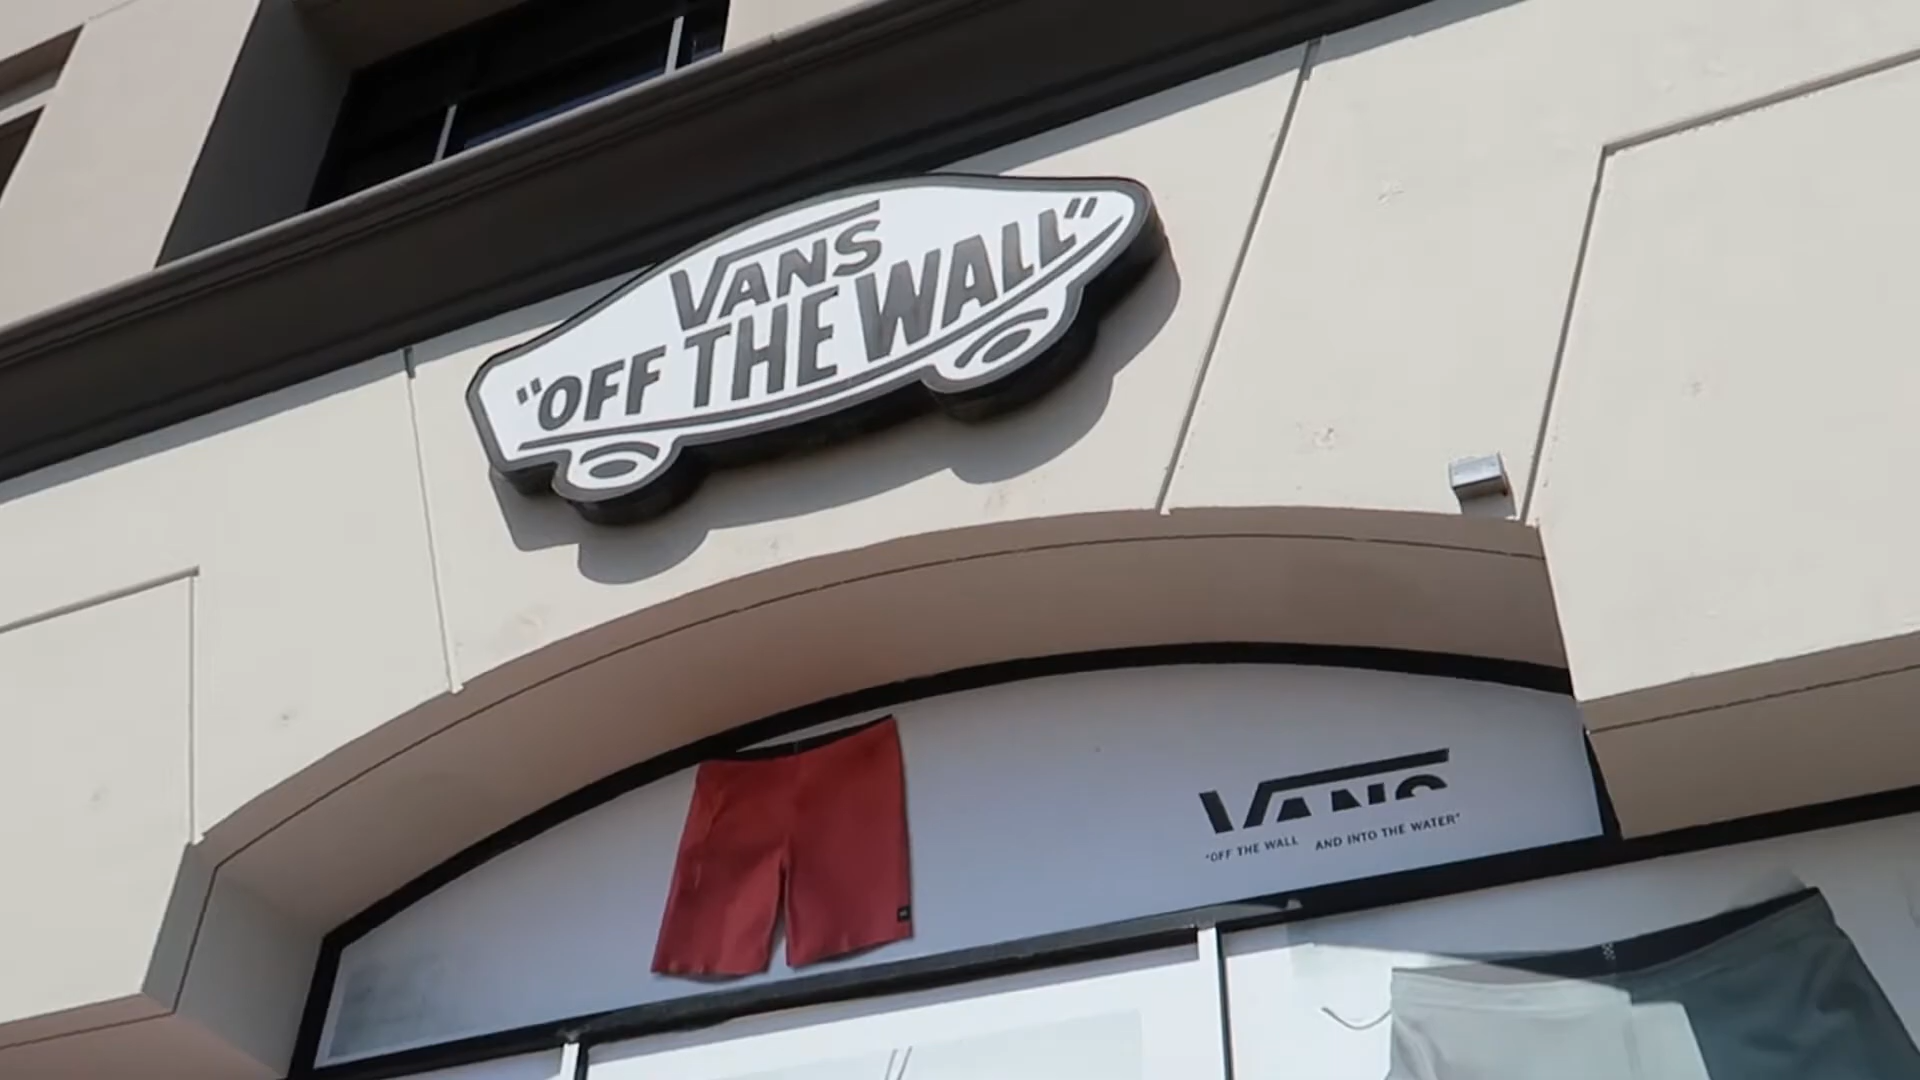 VANS
"OFF THE WALL"
VANS
"OFF THE WALL AND INTO THE WATER"